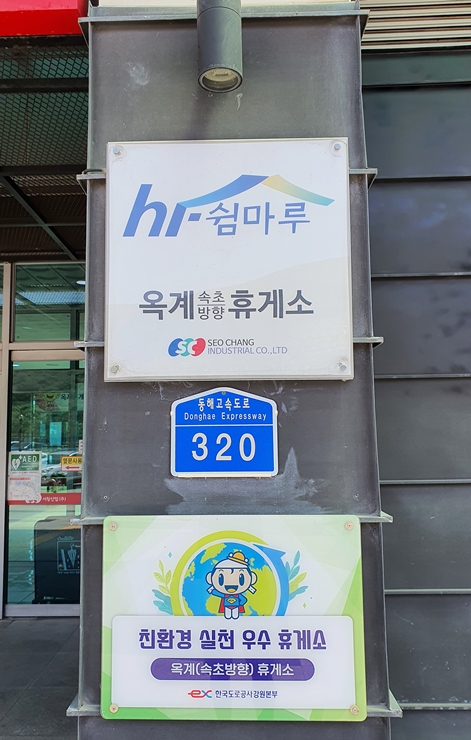 hi-쉼마루
옥계 속초방향 휴게소
SCC SEO CHANG
INDUSTRIAL CO.,LTD
동해고속도로
Donghae Expressway
320
AED
친환경 실천 우수 휴게소
옥계(속초방향) 휴게소
ex 한국도로공사 강원본부